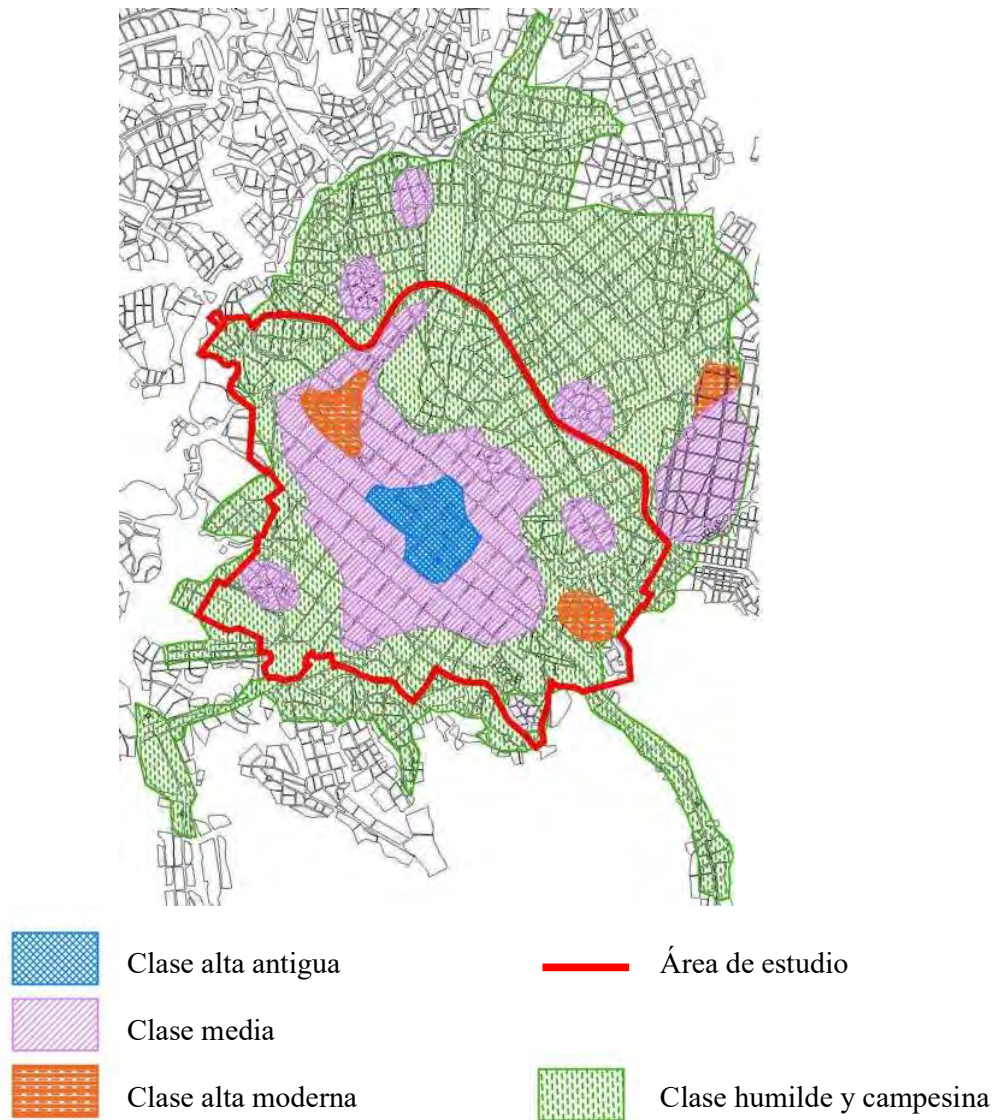 Clase alta antigua
Área de estudio
Clase media
Clase alta moderna
Clase humilde y campesina